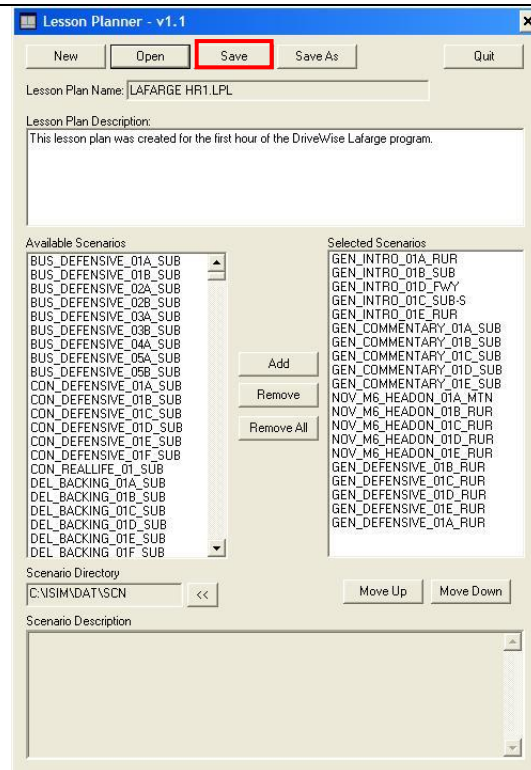 Lesson Planner - v1.1
New Open Save Save As Quit
Lesson Plan Name: LAFARGE HR1.LPL
Lesson Plan Description:
This lesson plan was created for the first hour of the DriveWise Lafarge program.
Available Scenarios
BUS_DEFENSIVE_01A_SUB
BUS_DEFENSIVE_01B_SUB
BUS_DEFENSIVE_02A_SUB
BUS_DEFENSIVE_02B_SUB
BUS_DEFENSIVE_03A_SUB
BUS_DEFENSIVE_03B_SUB
BUS_DEFENSIVE_04A_SUB
BUS_DEFENSIVE_05A_SUB
BUS_DEFENSIVE_05B_SUB
CON_DEFENSIVE_01A_SUB
CON_DEFENSIVE_01B_SUB
CON_DEFENSIVE_01C_SUB
CON_DEFENSIVE_01D_SUB
CON_DEFENSIVE_01E_SUB
CON_DEFENSIVE_01F_SUB
CON_REALLIFE_01_SUB
DEL_BACKING_01A_SUB
DEL_BACKING_01B_SUB
DEL_BACKING_01C_SUB
DEL_BACKING_01D_SUB
DEL_BACKING_01E_SUB
DEL_BACKING_01F_SUB
Add
Remove
Remove All
Selected Scenarios
GEN_INTRO_01A_RUR
GEN_INTRO_01B_SUB
GEN_INTRO_01D_FWY
GEN_INTRO_01C_SUB-S
GEN_INTRO_01E_RUR
GEN_COMMENTARY_01A_SUB
GEN_COMMENTARY_01B_SUB
GEN_COMMENTARY_01C_SUB
GEN_COMMENTARY_01D_SUB
GEN_COMMENTARY_01E_SUB
NOV_M6_HEADON_01A_MTN
NOV_M6_HEADON_01B_RUR
NOV_M6_HEADON_01C_RUR
NOV_M6_HEADON_01D_RUR
NOV_M6_HEADON_01E_RUR
GEN_DEFENSIVE_01B_RUR
GEN_DEFENSIVE_01C_RUR
GEN_DEFENSIVE_01D_RUR
GEN_DEFENSIVE_01E_RUR
GEN_DEFENSIVE_01A_RUR
Scenario Directory
C:\ISIM\DAT\SCN <<
Move Up Move Down
Scenario Description